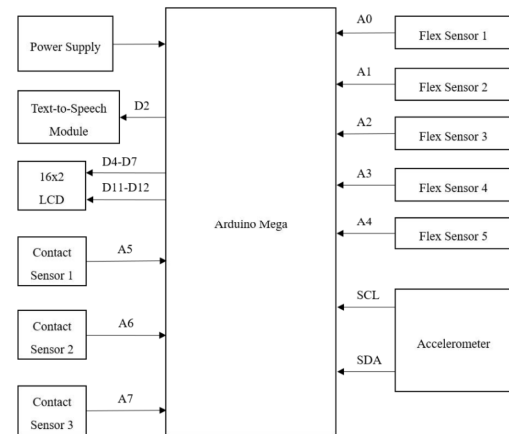 Power Supply
Text-to-Speech
Module
D2
16x2
LCD
D4-D7
D11-D12
Contact
Sensor 1
A5
Contact
Sensor 2
A6
Contact
Sensor 3
A7
Arduino Mega
A0
Flex Sensor 1
A1
Flex Sensor 2
A2
Flex Sensor 3
A3
Flex Sensor 4
A4
Flex Sensor 5
SCL
SDA
Accelerometer